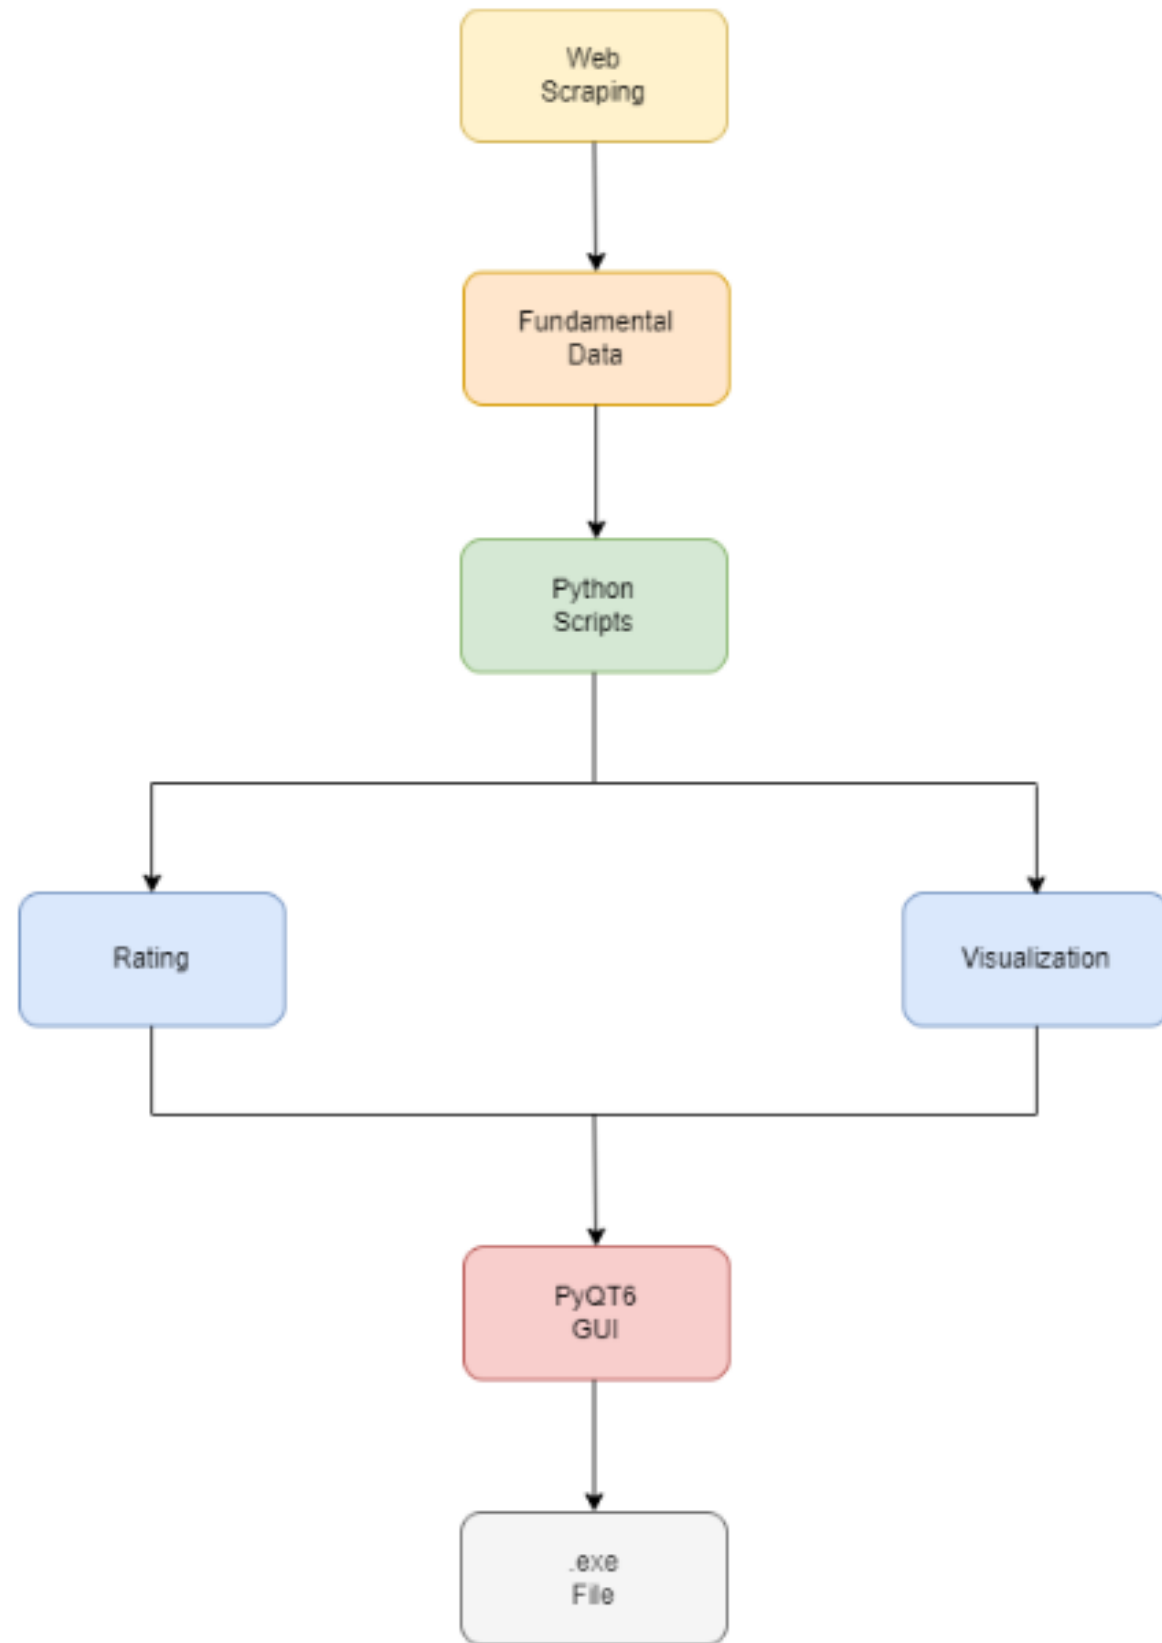 Web
Scraping
Fundamental
Data
Python
Scripts
Rating
Visualization
PyQT6
GUI
.exe
File